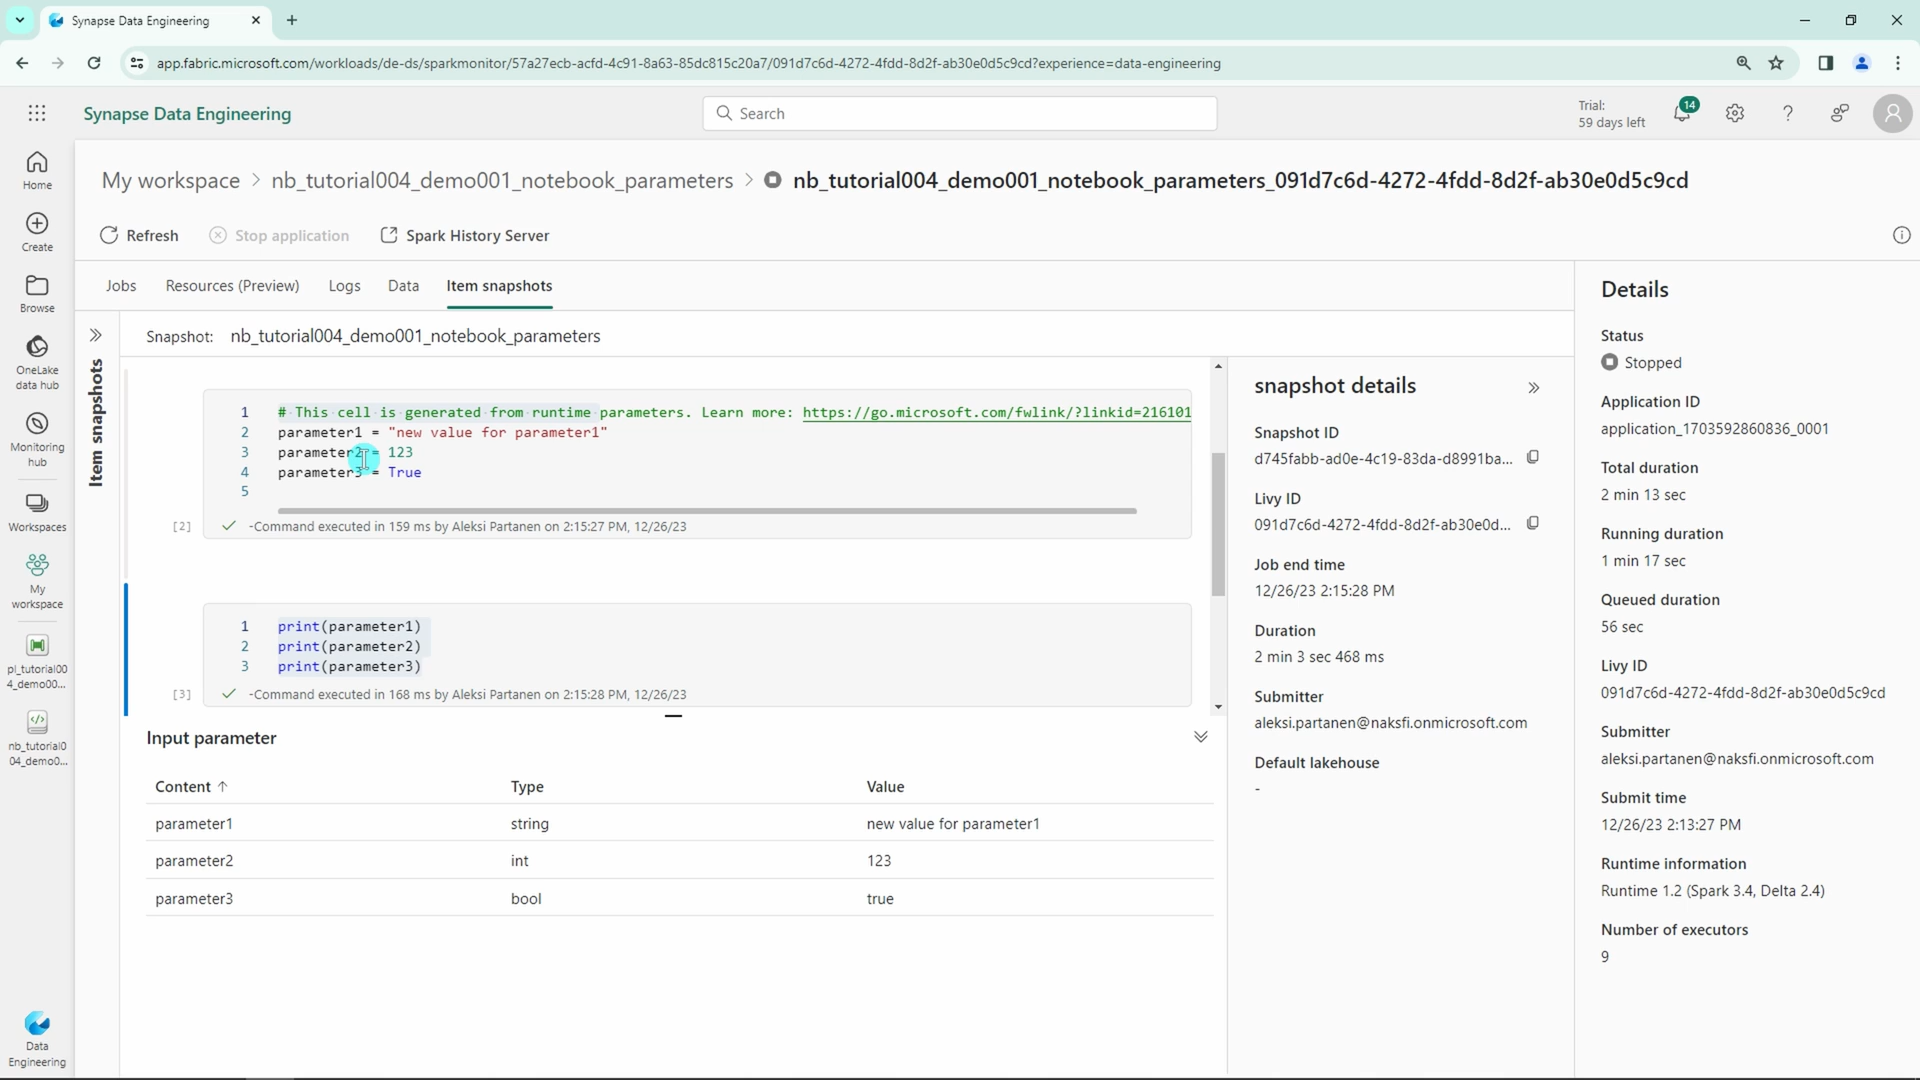 Synapse Data Engineering
app.fabric.microsoft.com/workloads/de-ds/sparkmonitor/57a27ecb-acfd-4c91-8a63-85dc815c20a7/091d7c6d-4272-4fdd-8d2f-ab30e0d5c9cd?experience=data-engineering
Synapse Data Engineering
Search
Trial:
59 days left
14
Home
Create
Browse
OneLake
data hub
Monitoring
hub
Workspaces
My
workspace
pl_tutorial00
4_demo00...
nb_tutorial0
04_demo0...
Data
Engineering
My workspace > nb_tutorial004_demo001_notebook_parameters > nb_tutorial004_demo001_notebook_parameters_091d7c6d-4272-4fdd-8d2f-ab30e0d5c9cd
Refresh Stop application Spark History Server
Jobs Resources (Preview) Logs Data Item snapshots
Item snapshots
Snapshot: nb_tutorial004_demo001_notebook_parameters
1 # This cell is generated from runtime parameters. Learn more: https://go.microsoft.com/fwlink/?linkid=216101
2 parameter1 = "new value for parameter1"
3 parameter2 = 123
4 parameter3 = True
5
[2] -Command executed in 159 ms by Aleksi Partanen on 2:15:27 PM, 12/26/23
1 print(parameter1)
2 print(parameter2)
3 print(parameter3)
[3] -Command executed in 168 ms by Aleksi Partanen on 2:15:28 PM, 12/26/23
Input parameter
Content ↑ Type Value
parameter1 string new value for parameter1
parameter2 int 123
parameter3 bool true
snapshot details
Snapshot ID
d745fabb-ad0e-4c19-83da-d8991ba...
Livy ID
091d7c6d-4272-4fdd-8d2f-ab30e0d...
Job end time
12/26/23 2:15:28 PM
Duration
2 min 3 sec 468 ms
Submitter
aleksi.partanen@naksfi.onmicrosoft.com
Default lakehouse
-
Details
Status
Stopped
Application ID
application_1703592860836_0001
Total duration
2 min 13 sec
Running duration
1 min 17 sec
Queued duration
56 sec
Livy ID
091d7c6d-4272-4fdd-8d2f-ab30e0d5c9cd
Submitter
aleksi.partanen@naksfi.onmicrosoft.com
Submit time
12/26/23 2:13:27 PM
Runtime information
Runtime 1.2 (Spark 3.4, Delta 2.4)
Number of executors
9